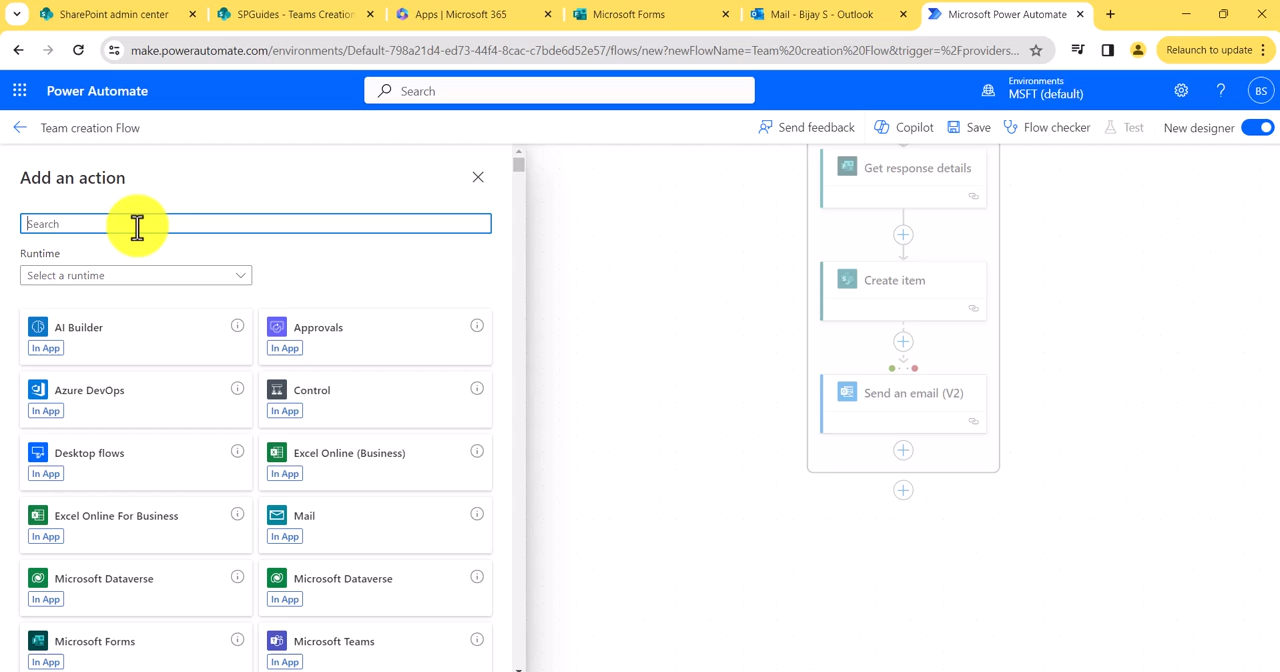 SharePoint admin center
SPGuides - Teams Creation
Apps | Microsoft 365
Microsoft Forms
Mail - Bijay S - Outlook
Microsoft Power Automate
make.powerautomate.com/environments/Default-798a21d4-ed73-44f4-8cac-c7bde6d52e57/flows/new?newFlowName=Team%20creation%20Flow&trigger=%2Fproviders...
Relaunch to update
Power Automate
Search
Environments
MSFT (default)
BS
Team creation Flow
Send feedback
Copilot
Save
Flow checker
Test
New designer
Add an action
Search
Runtime
Select a runtime
AI Builder
In App
Approvals
In App
Azure DevOps
In App
Control
In App
Desktop flows
In App
Excel Online (Business)
In App
Excel Online For Business
In App
Mail
In App
Microsoft Dataverse
In App
Microsoft Dataverse
In App
Microsoft Forms
In App
Microsoft Teams
In App
Get response details
Create item
Send an email (V2)